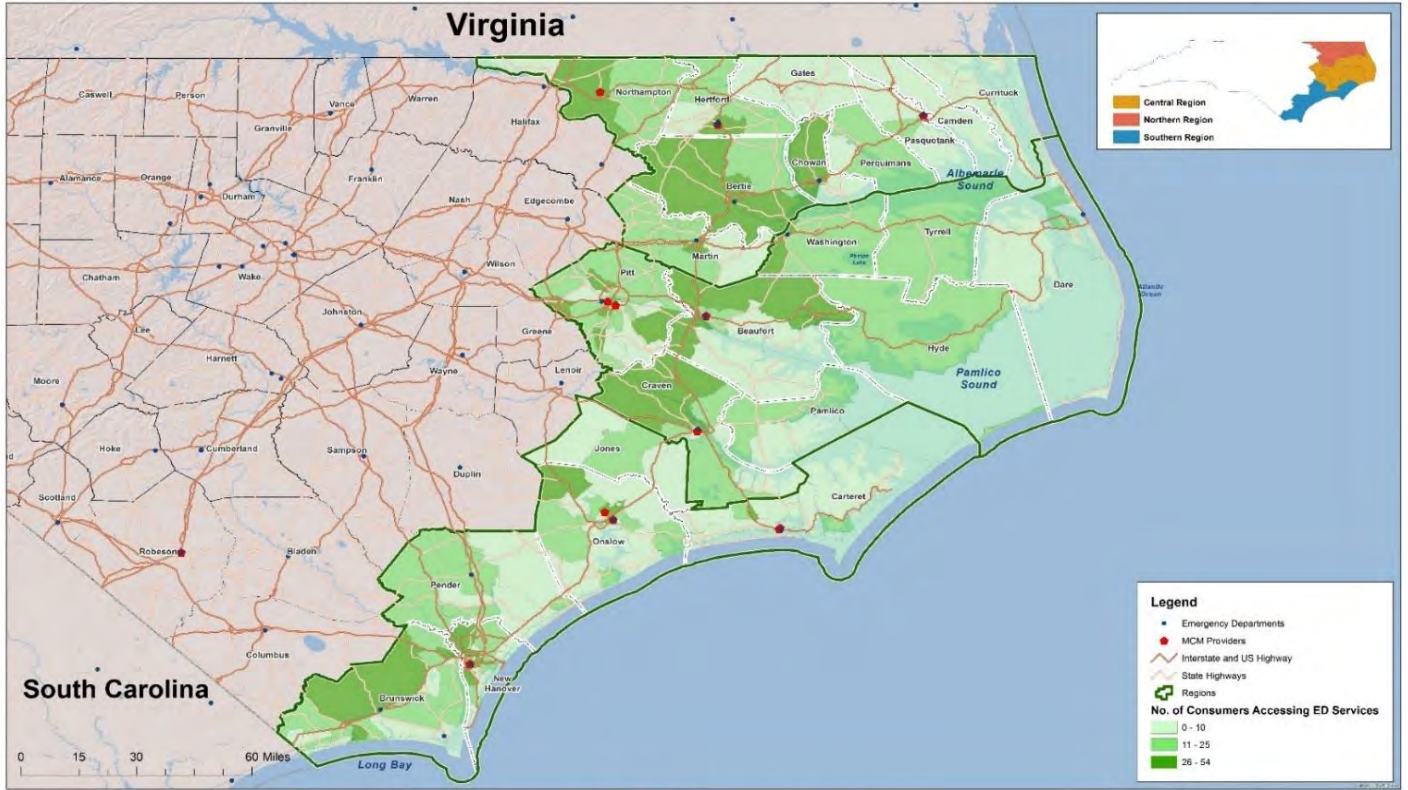 Virginia
Central Region
Northern Region
Southern Region
Gates
Currituck
Caswell
Person
Vance
Warren
Northampton
Hertford
Camden
Granville
Halifax
Pasquotank
Chowan
Perquimans
Albemarle
Sound
Alamance
Orange
Franklin
Durham
Nash
Edgecombe
Bertie
Washington
Tyrrell
Phelps
Lake
Martin
Chatham
Wake
Wilson
Pitt
Dare
Atlantic
Ocean
Johnston
Lee
Greene
Beaufort
Hyde
Harnett
Moore
Wayne
Lenoir
Craven
Pamlico
Sound
Pamlico
Hoke
Cumberland
Sampson
Jones
Duplin
Scotland
Carteret
Robeson
Bladen
Onslow
Pender
Columbus
New
Hanover
Brunswick
South Carolina
0 15 30 60 Miles
Long Bay
Legend
Emergency Departments
MCM Providers
Interstate and US Highway
State Highways
Regions
No. of Consumers Accessing ED Services
0 - 10
11 - 25
26 - 54